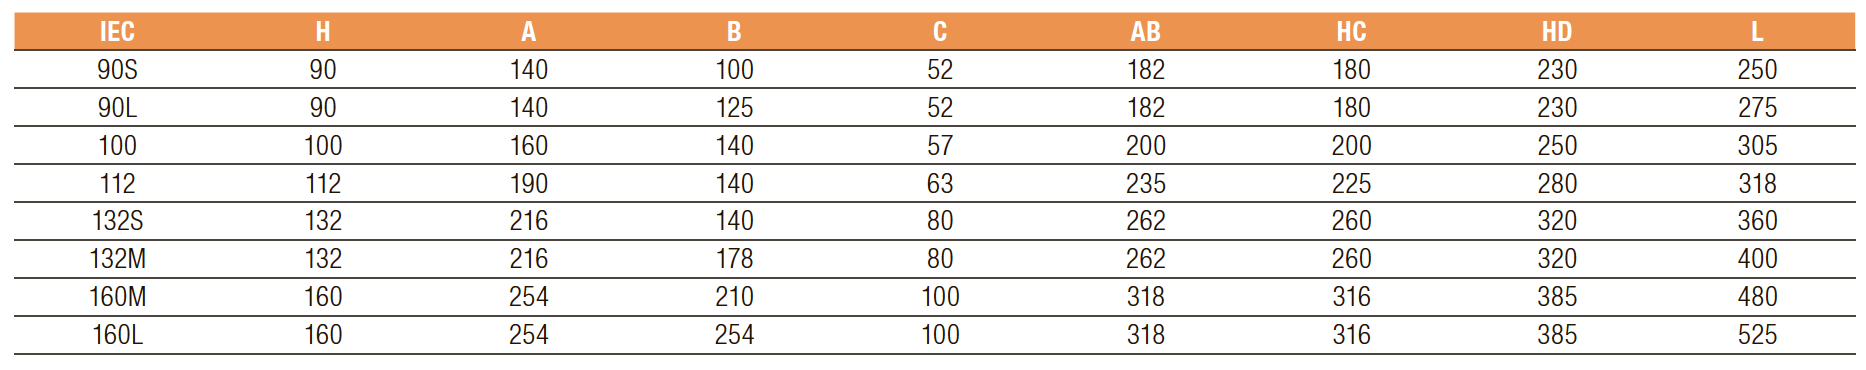 IEC H A B C AB HC HD L
90S 90 140 100 52 182 180 230 250
90L 90 140 125 52 182 180 230 275
100 100 160 140 57 200 200 250 305
112 112 190 140 63 235 225 280 318
132S 132 216 140 80 262 260 320 360
132M 132 216 178 80 262 260 320 400
160M 160 254 210 100 318 316 385 480
160L 160 254 254 100 318 316 385 525